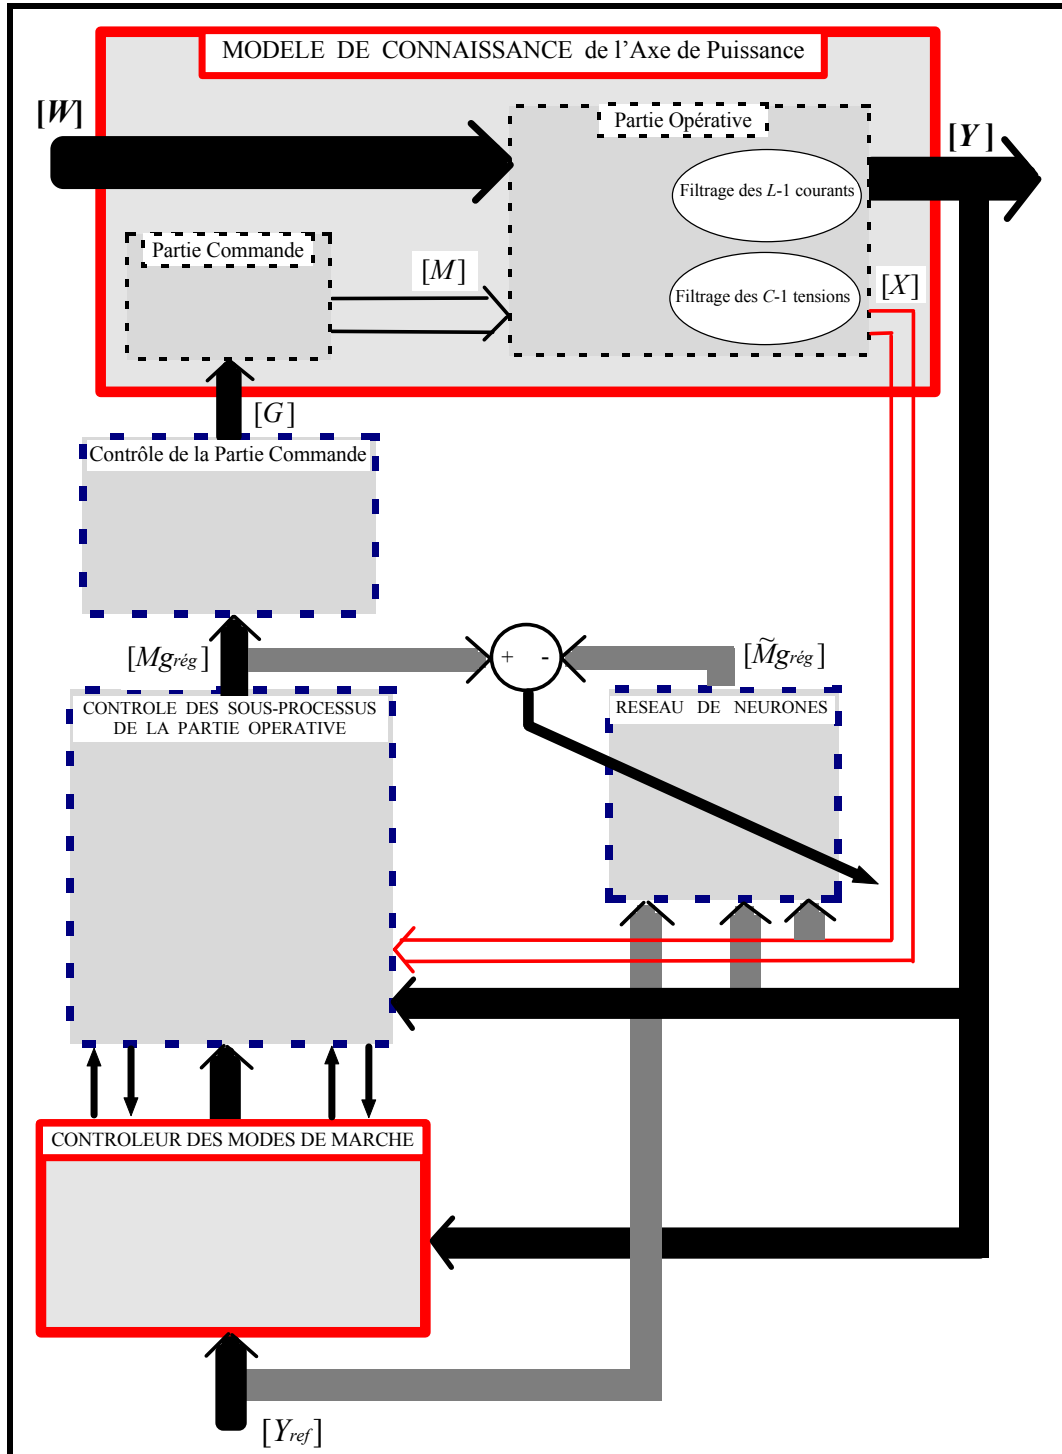 MODELE DE CONNAISSANCE de l'Axe de Puissance
[W]
Partie Opérative
[Y]
Filtrage des L-1 courants
Partie Commande
[M]
[X]
Filtrage des C-1 tensions
[G]
Contrôle de la Partie Commande
[Mgrég]
+ -
[M̃grég]
CONTROLE DES SOUS-PROCESSUS
DE LA PARTIE OPERATIVE
RESEAU DE NEURONES
CONTROLEUR DES MODES DE MARCHE
[Yref]